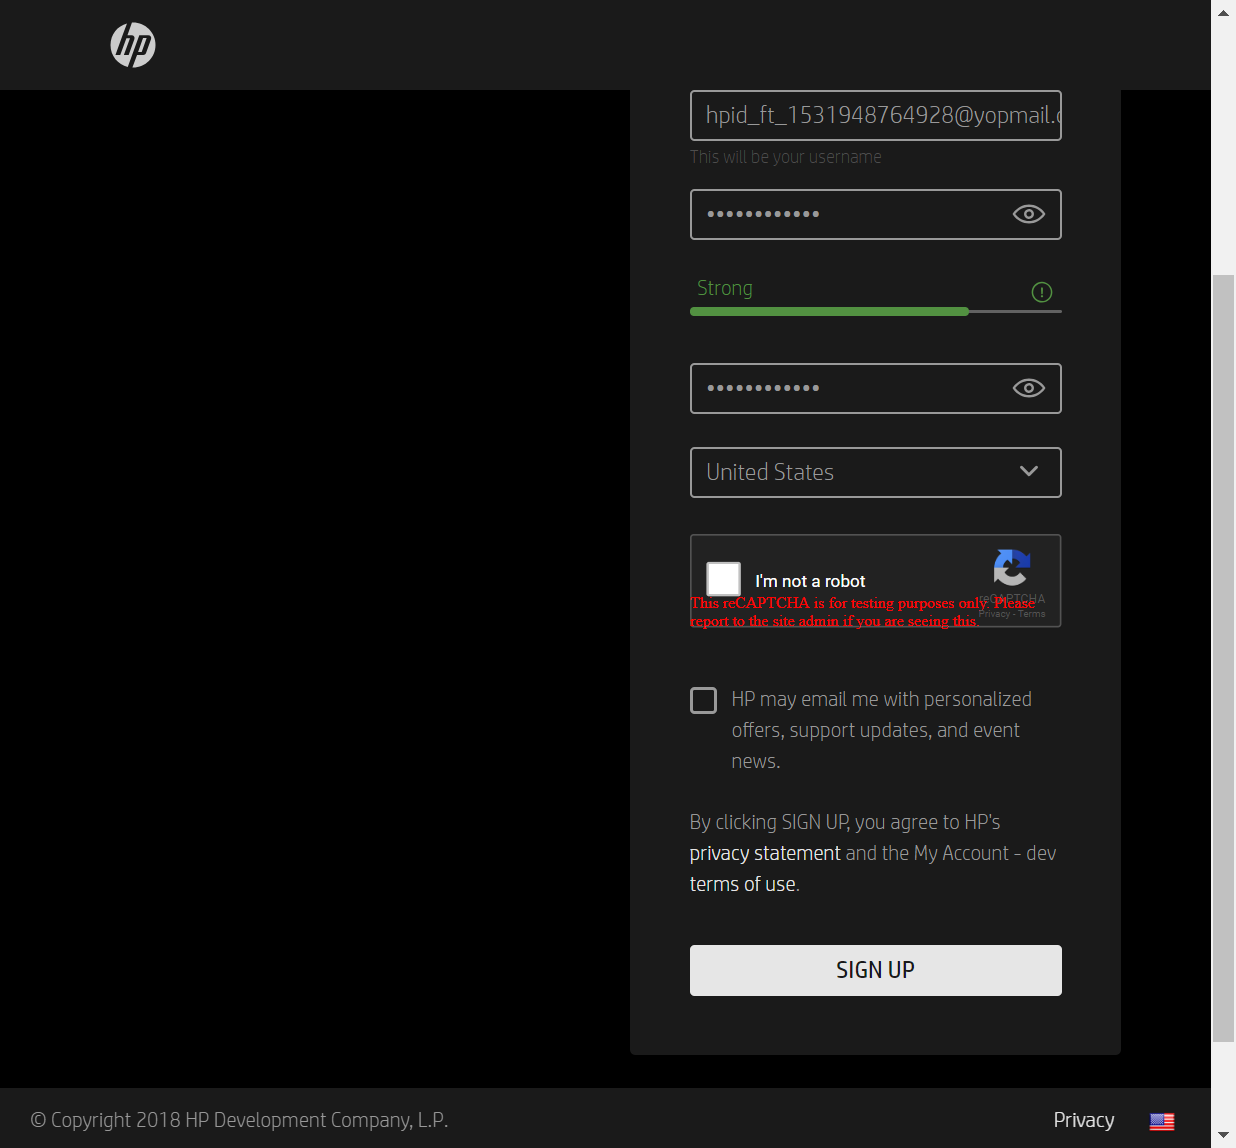 hp
hpid_ft_1531948764928@yopmail.
This will be your username
••••••••••••
Strong
••••••••••••
United States
I'm not a robot
reCAPTCHA
This reCAPTCHA is for testing purposes only. Please
Privacy - Terms
report to the site admin if you are seeing this.
HP may email me with personalized
offers, support updates, and event
news.
By clicking SIGN UP, you agree to HP's
privacy statement and the My Account - dev
terms of use.
SIGN UP
© Copyright 2018 HP Development Company, L.P.
Privacy